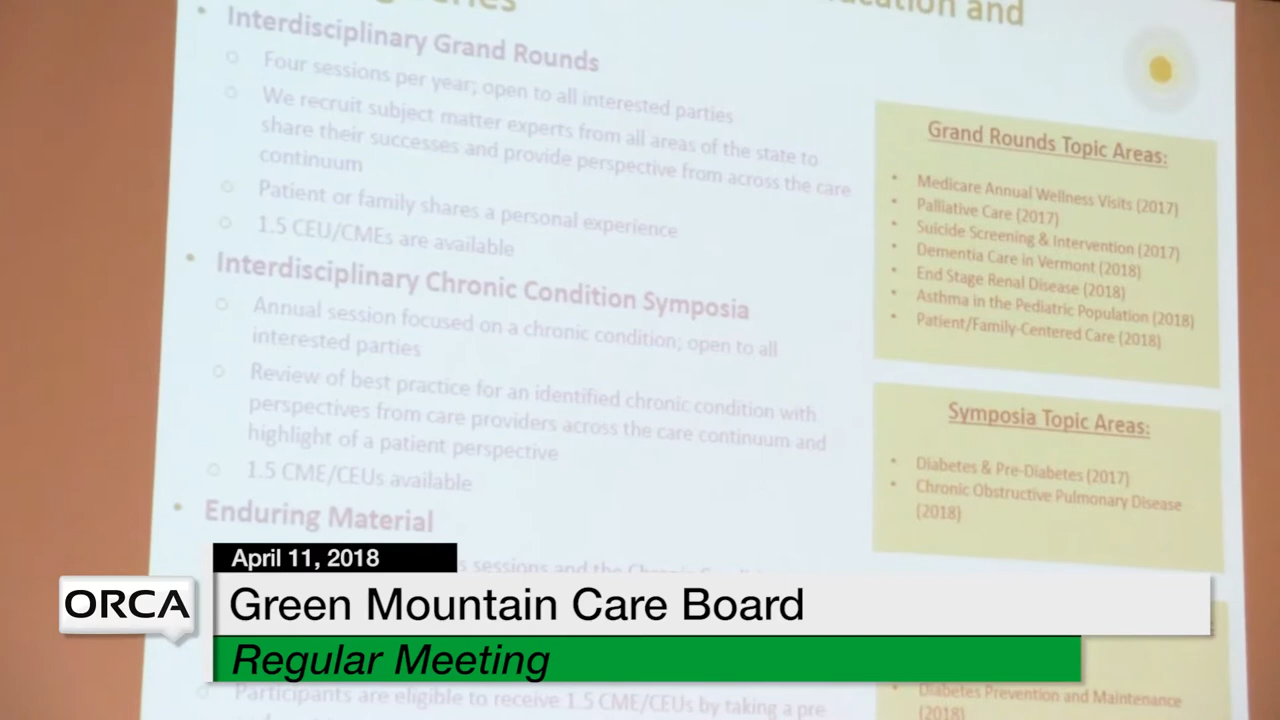 ucation and
• Interdisciplinary Grand Rounds
○ Four sessions per year; open to all interested parties
○ We recruit subject matter experts from all areas of the state to
share their successes and provide perspective from across the care
continuum
○ Patient or family shares a personal experience
○ 1.5 CEU/CMEs are available
• Interdisciplinary Chronic Condition Symposia
○ Annual session focused on a chronic condition; open to all
interested parties
○ Review of best practice for an identified chronic condition with
perspectives from care providers across the care continuum and
highlight of a patient perspective
○ 1.5 CME/CEUs available
• Enduring Material
sessions and the
○ Participants are eligible to receive 1.5 CME/CEUs by taking a pre
Grand Rounds Topic Areas:
• Medicare Annual Wellness Visits (2017)
• Palliative Care (2017)
• Suicide Screening & Intervention (2017)
• Dementia Care in Vermont (2018)
• End Stage Renal Disease (2018)
• Asthma in the Pediatric Population (2018)
• Patient/Family-Centered Care (2018)
Symposia Topic Areas:
• Diabetes & Pre-Diabetes (2017)
• Chronic Obstructive Pulmonary Disease
(2018)
Diabetes Prevention and Maintenance
(2018)
April 11, 2018
ORCA
Green Mountain Care Board
Regular Meeting